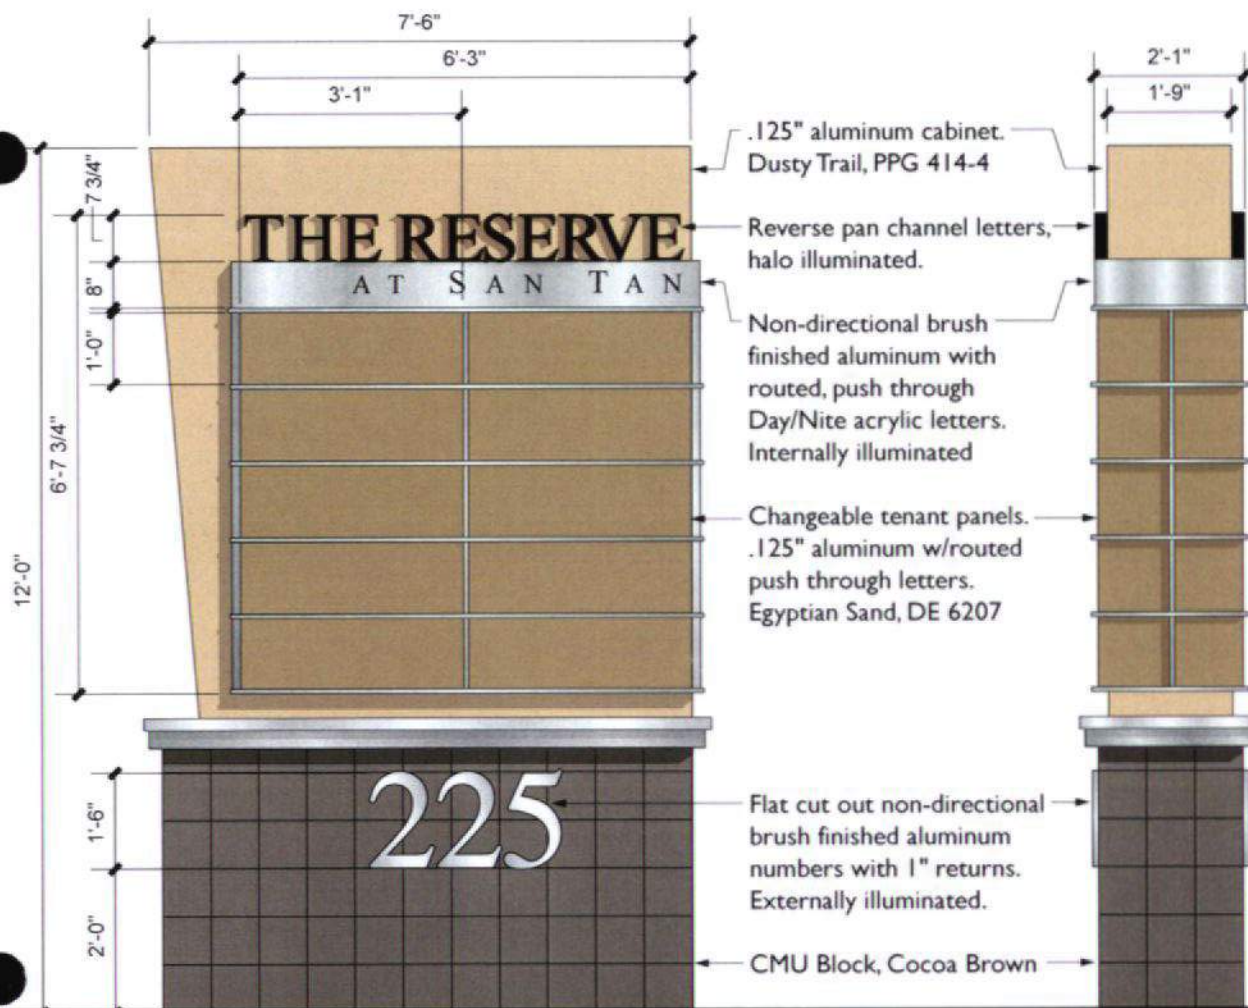 7'-6"
6'-3"
3'-1"
2'-1"
1'-9"
12'-0"
6'-7 3/4"
7 3/4"
8"
1'-0"
1'-6"
2'-0"
THE RESERVE
AT SAN TAN
225
.125" aluminum cabinet.
Dusty Trail, PPG 414-4
Reverse pan channel letters,
halo illuminated.
Non-directional brush
finished aluminum with
routed, push through
Day/Nite acrylic letters.
Internally illuminated
Changeable tenant panels.
.125" aluminum w/routed
push through letters.
Egyptian Sand, DE 6207
Flat cut out non-directional
brush finished aluminum
numbers with 1" returns.
Externally illuminated.
CMU Block, Cocoa Brown